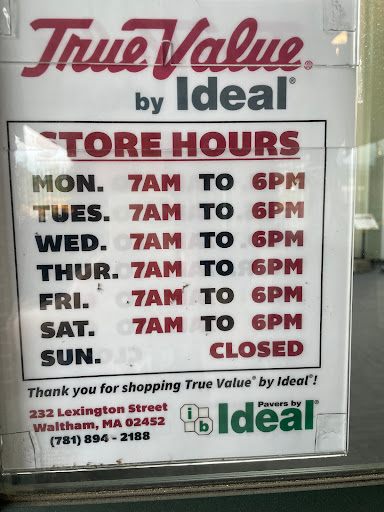 True Value®
by Ideal®
STORE HOURS
MON. 7AM TO 6PM
TUES. 7AM TO 6PM
WED. 7AM TO 6PM
THUR. 7AM TO 6PM
FRI. 7AM TO 6PM
SAT. 7AM TO 6PM
SUN. CLOSED
Thank you for shopping True Value® by Ideal®!
232 Lexington Street
Waltham, MA 02452
(781) 894 - 2188
i b
Pavers by
Ideal®